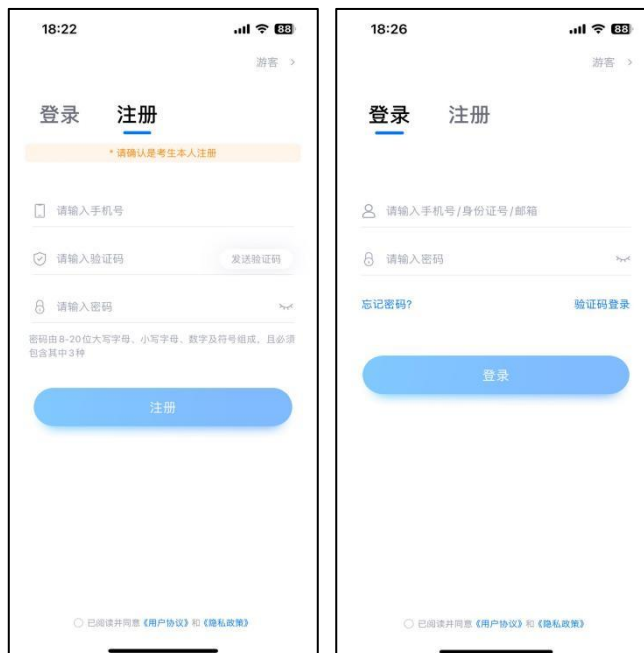 18:22
88
游客 >
登录 注册
* 请确认是考生本人注册
请输入手机号
请输入验证码 发送验证码
请输入密码
密码由8-20位大写字母、小写字母、数字及符号组成，且必须
包含其中3种
注册
已阅读并同意《用户协议》和《隐私政策》
18:26
88
游客 >
登录 注册
请输入手机号/身份证号/邮箱
请输入密码
忘记密码? 验证码登录
登录
已阅读并同意《用户协议》和《隐私政策》